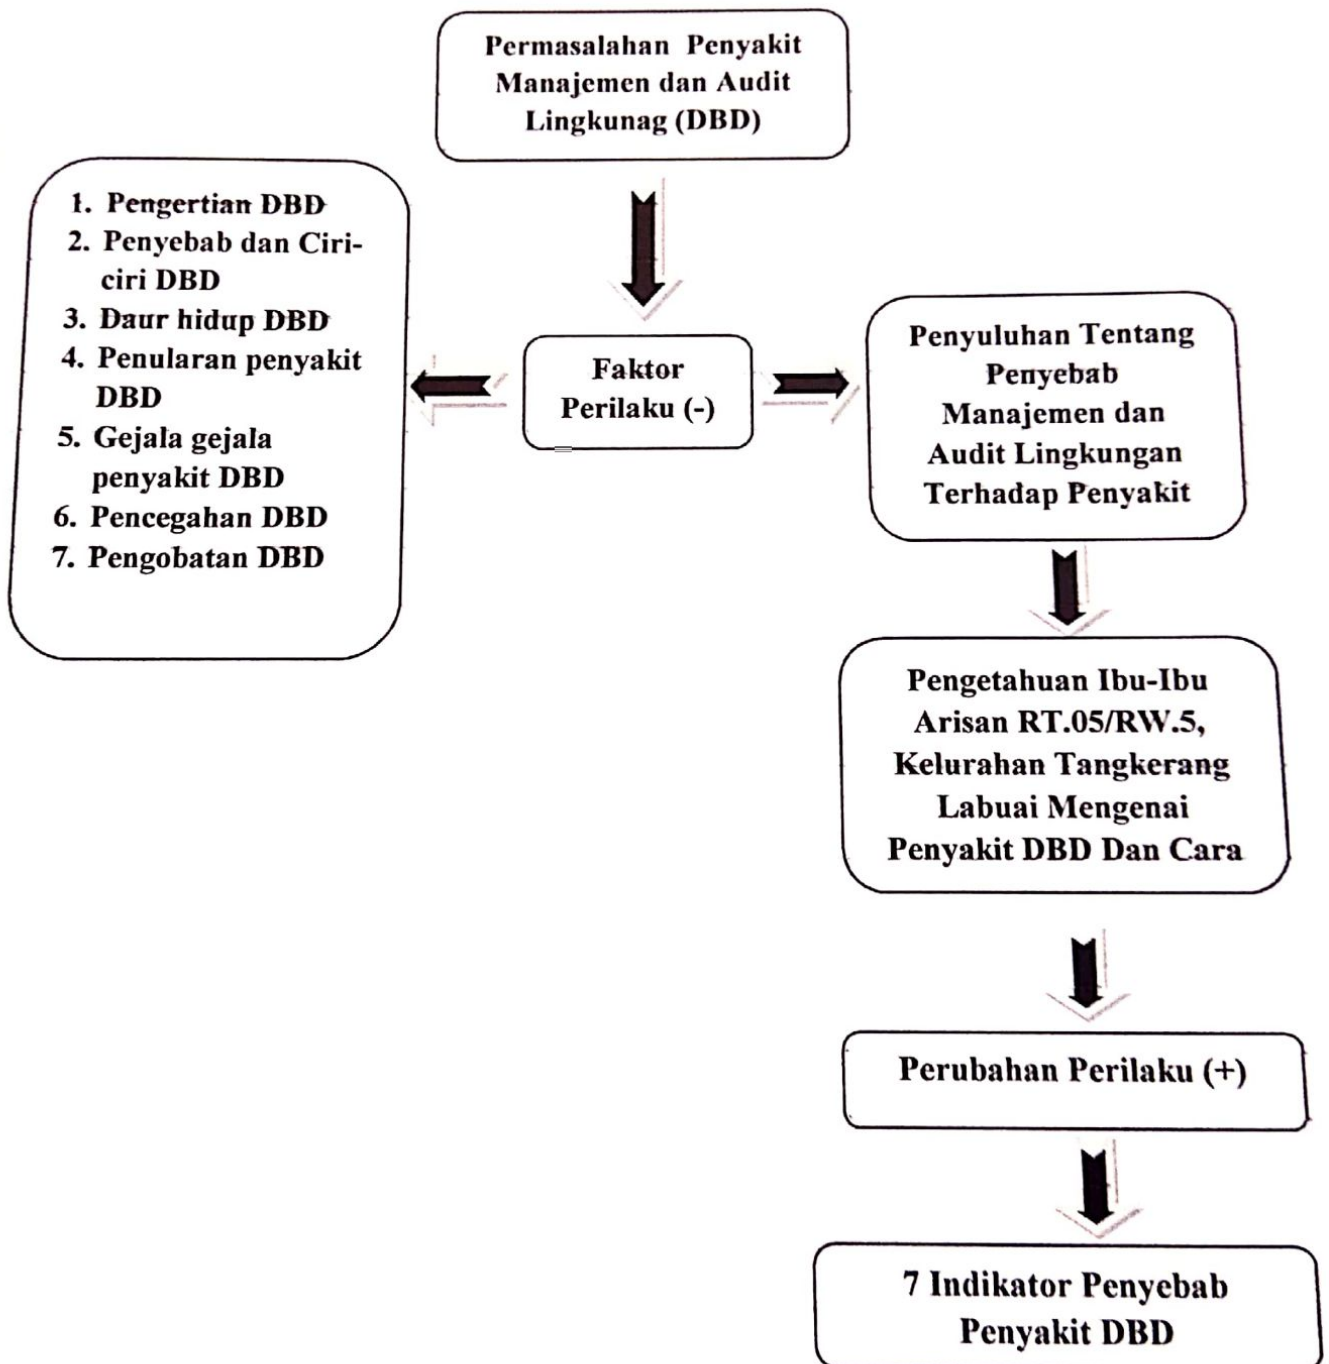 Permasalahan Penyakit
Manajemen dan Audit
Lingkunag (DBD)
1. Pengertian DBD
2. Penyebab dan Ciri-
ciri DBD
3. Daur hidup DBD
4. Penularan penyakit
DBD
5. Gejala gejala
penyakit DBD
6. Pencegahan DBD
7. Pengobatan DBD
Faktor
Perilaku (-)
Penyuluhan Tentang
Penyebab
Manajemen dan
Audit Lingkungan
Terhadap Penyakit
Pengetahuan Ibu-Ibu
Arisan RT.05/RW.5,
Kelurahan Tangkerang
Labuai Mengenai
Penyakit DBD Dan Cara
Perubahan Perilaku (+)
7 Indikator Penyebab
Penyakit DBD